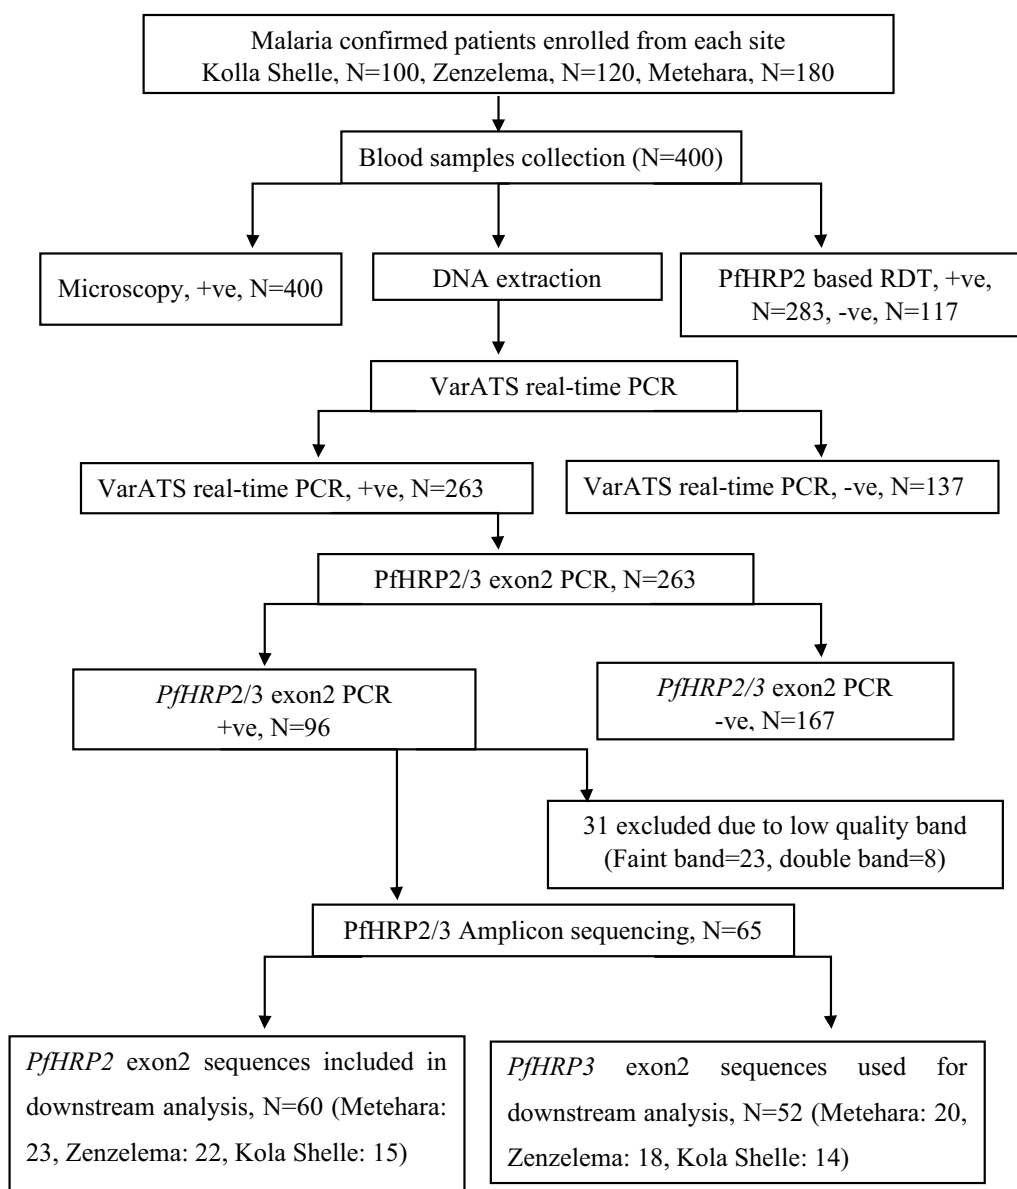 Malaria confirmed patients enrolled from each site
Kolla Shelle, N=100, Zenzelema, N=120, Metehara, N=180
Blood samples collection (N=400)
Microscopy, +ve, N=400
DNA extraction
PfHRP2 based RDT, +ve,
N=283, -ve, N=117
VarATS real-time PCR
VarATS real-time PCR, +ve, N=263
VarATS real-time PCR, -ve, N=137
PfHRP2/3 exon2 PCR, N=263
PfHRP2/3 exon2 PCR
+ve, N=96
PfHRP2/3 exon2 PCR
-ve, N=167
31 excluded due to low quality band
(Faint band=23, double band=8)
PfHRP2/3 Amplicon sequencing, N=65
PfHRP2 exon2 sequences included in
downstream analysis, N=60 (Metehara:
23, Zenzelema: 22, Kola Shelle: 15)
PfHRP3 exon2 sequences used for
downstream analysis, N=52 (Metehara: 20,
Zenzelema: 18, Kola Shelle: 14)